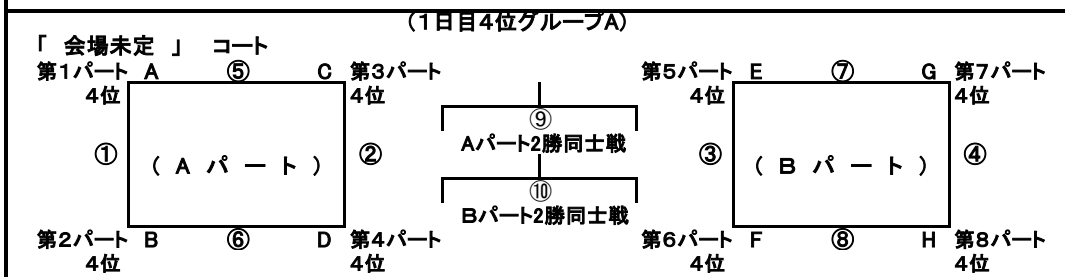 (1日目4位グループA)
「 会場未定 」 コート
第1パート A ⑤ C 第3パート
4位 4位
① ( A パ ー ト ) ②
第2パート B ⑥ D 第4パート
4位 4位
⑨
Aパート2勝同士戦
⑩
Bパート2勝同士戦
第5パート E ⑦ G 第7パート
4位 4位
③ ( B パ ー ト ) ④
第6パート F ⑧ H 第8パート
4位 4位